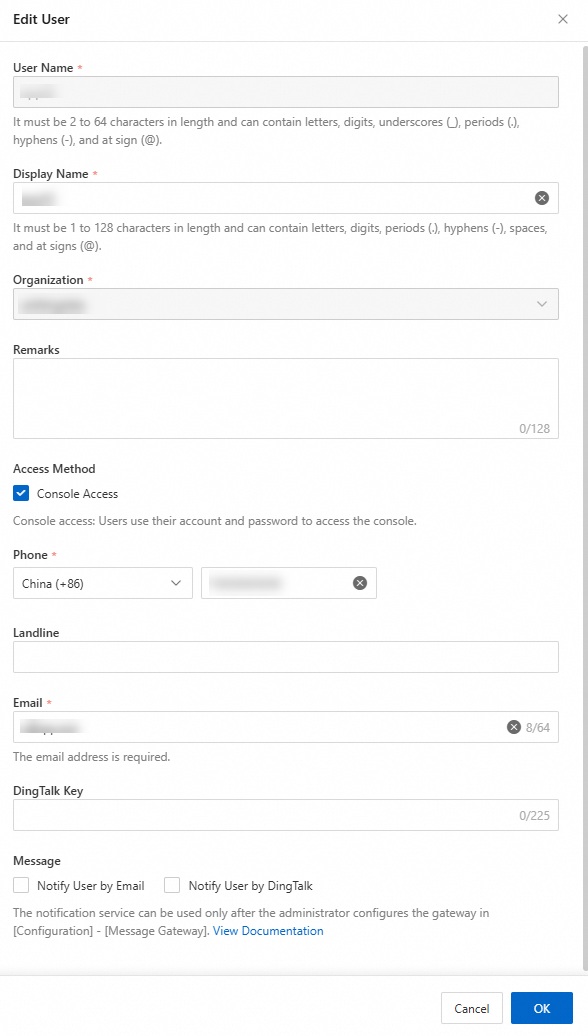 Edit User
User Name *
It must be 2 to 64 characters in length and can contain letters, digits, underscores (_), periods (.),
hyphens (-), and at sign (@).
Display Name *
It must be 1 to 128 characters in length and can contain letters, digits, periods (.), hyphens (-), spaces,
and at signs (@).
Organization *
Remarks
0/128
Access Method
Console Access
Console access: Users use their account and password to access the console.
Phone *
China (+86)
Landline
Email *
8/64
The email address is required.
DingTalk Key
0/225
Message
Notify User by Email Notify User by DingTalk
The notification service can be used only after the administrator configures the gateway in
[Configuration] - [Message Gateway]. View Documentation
Cancel OK